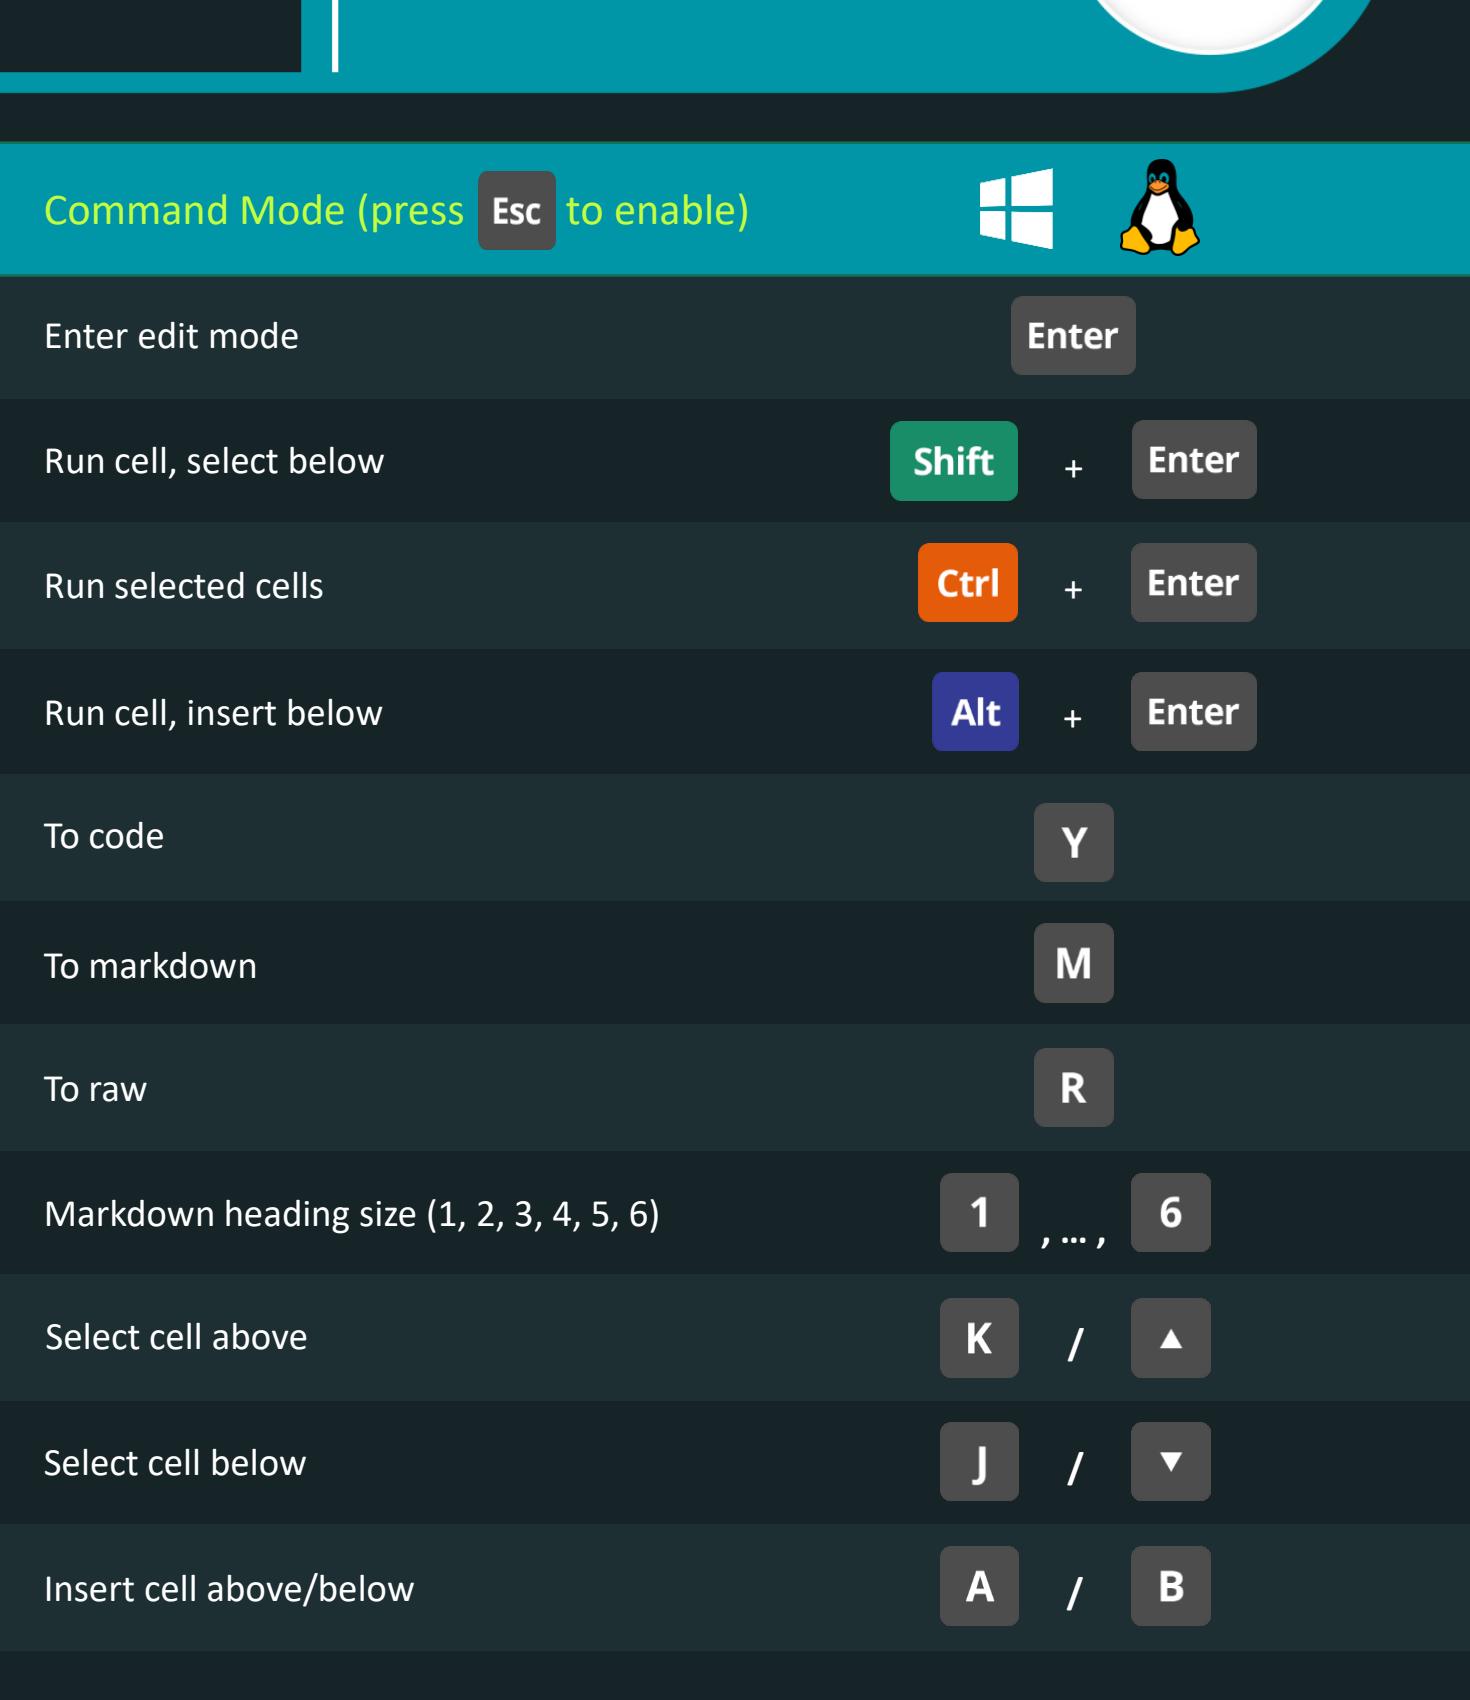 Command Mode (press Esc to enable)
Enter edit mode Enter
Run cell, select below Shift + Enter
Run selected cells Ctrl + Enter
Run cell, insert below Alt + Enter
To code Y
To markdown M
To raw R
Markdown heading size (1, 2, 3, 4, 5, 6) 1 , ... , 6
Select cell above K / ▲
Select cell below J / ▼
Insert cell above/below A / B